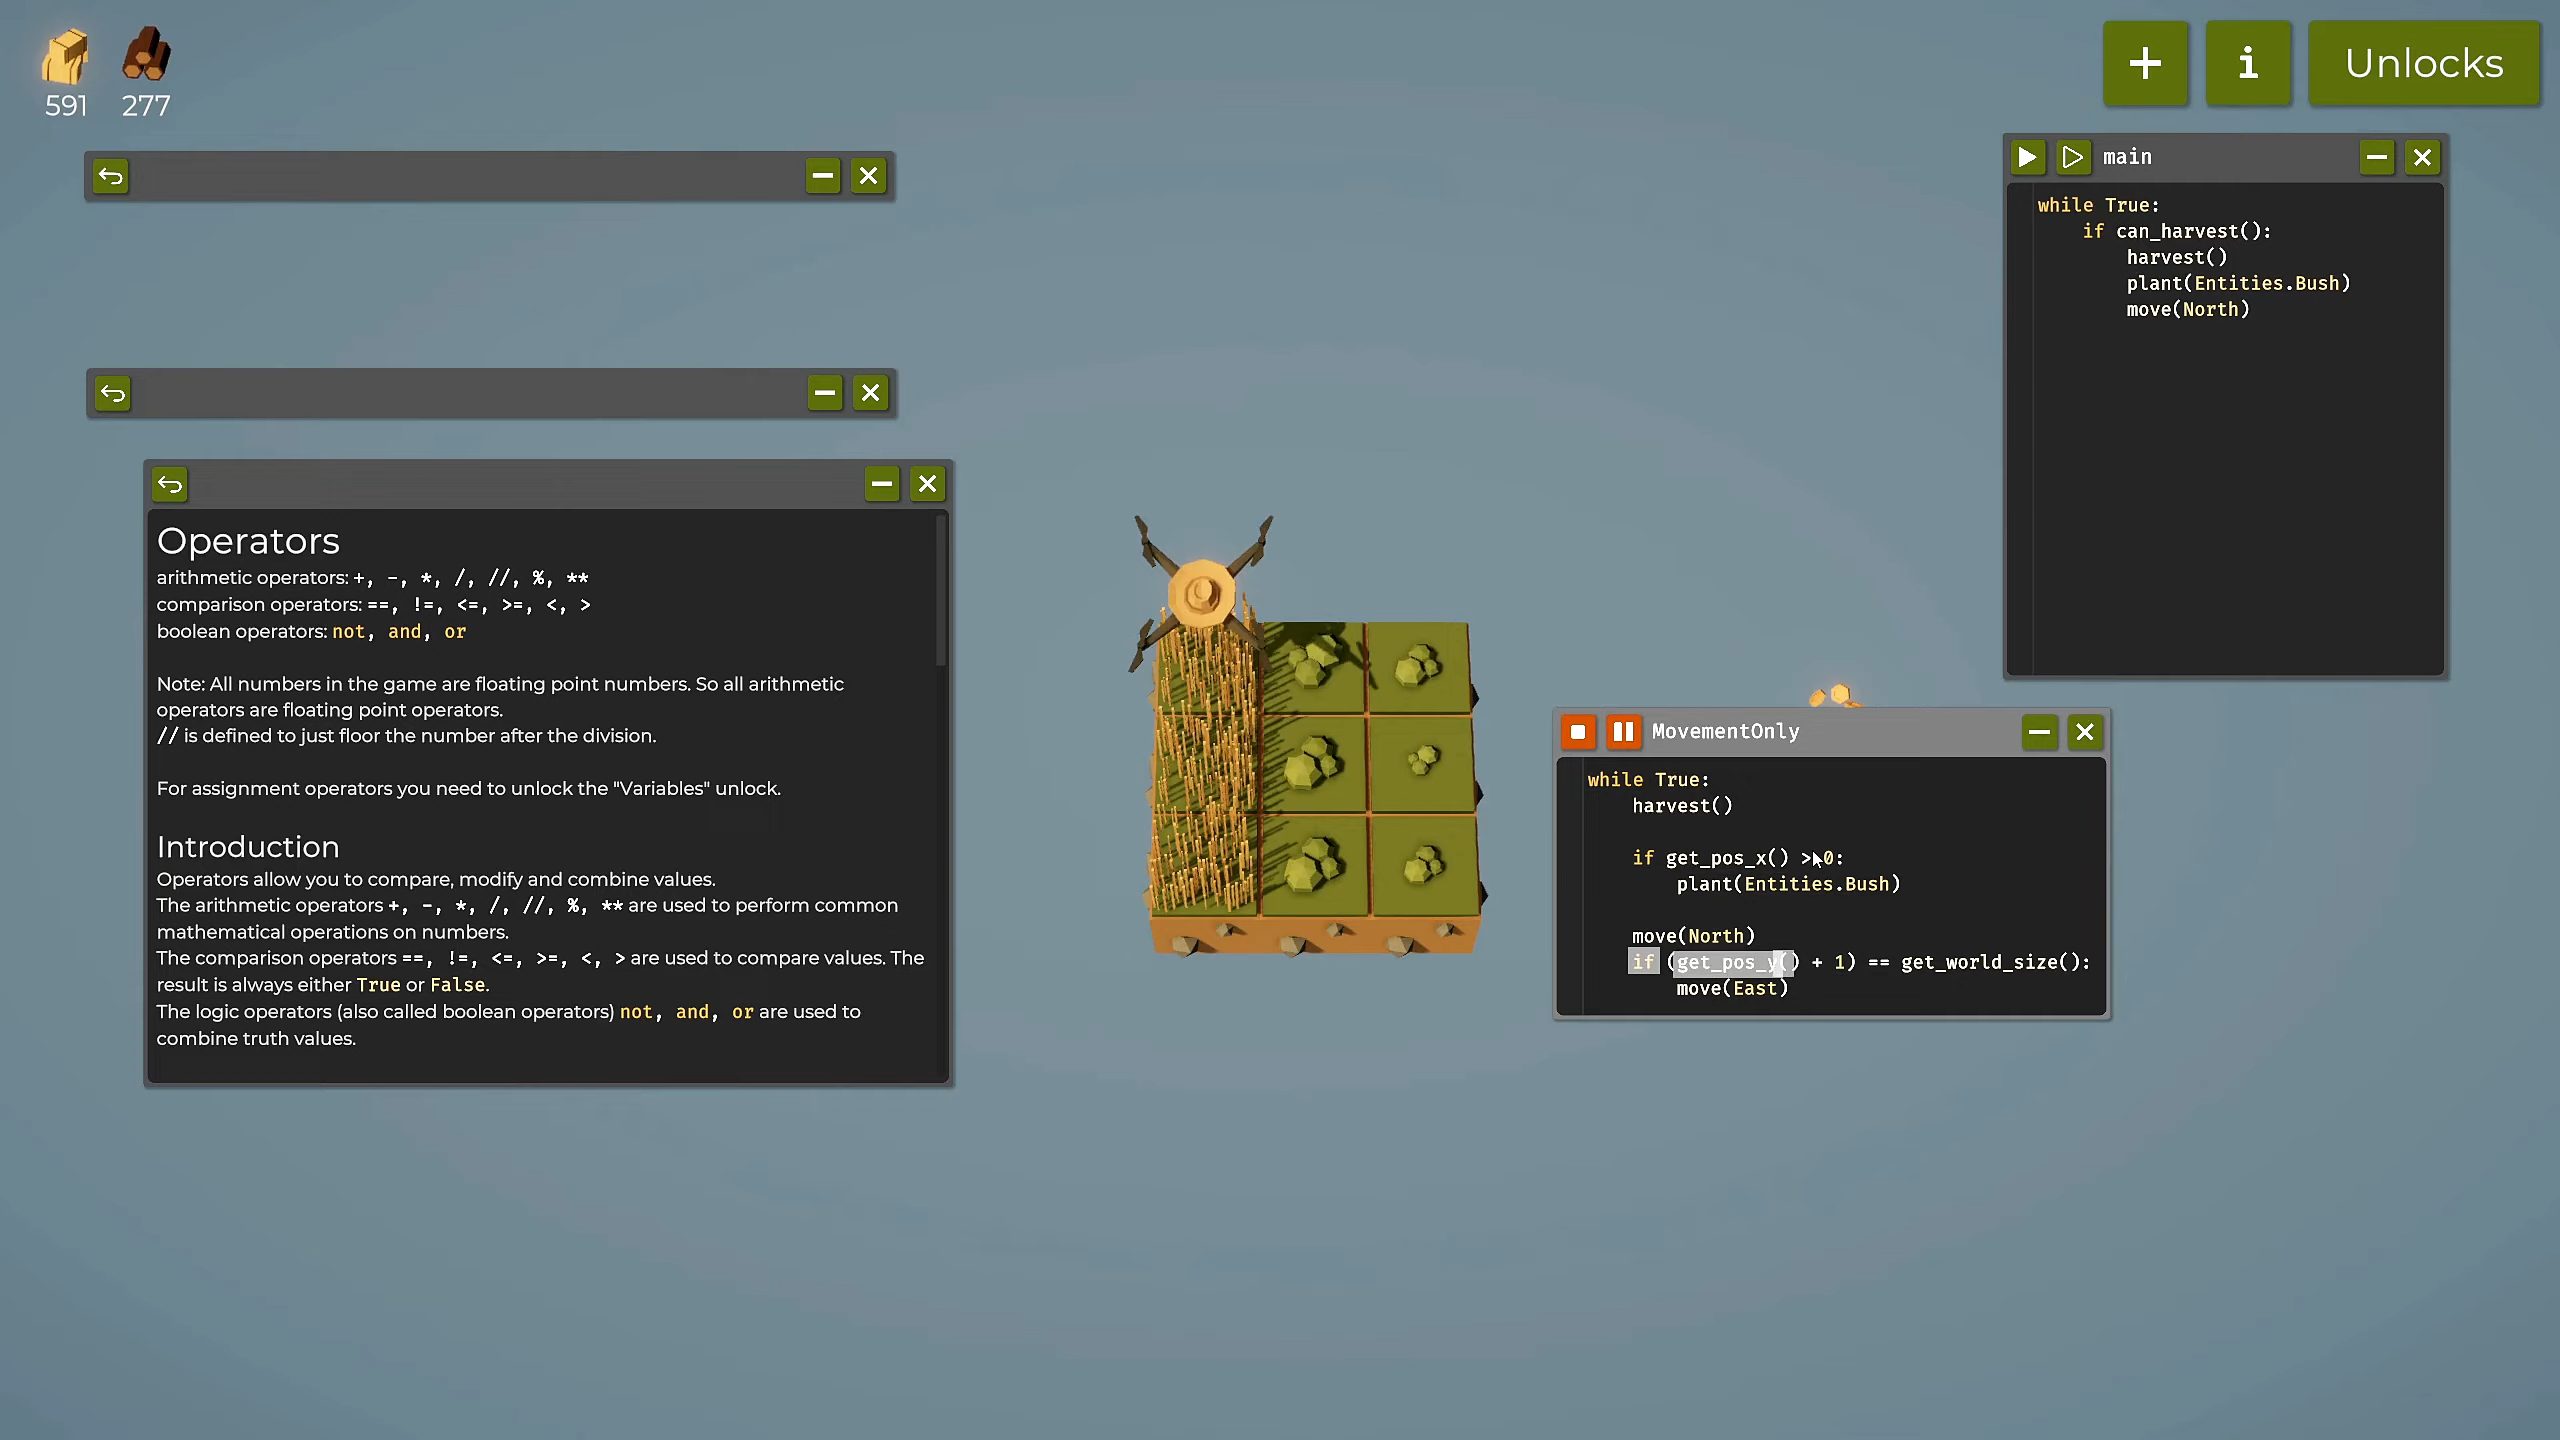 591 277
+ i Unlocks
main
while True:
if can_harvest():
harvest()
plant(Entities.Bush)
move(North)
Operators
arithmetic operators: +, -, *, /, //, %, **
comparison operators: ==, !=, <=, >=, <, >
boolean operators: not, and, or
Note: All numbers in the game are floating point numbers. So all arithmetic
operators are floating point operators.
// is defined to just floor the number after the division.
For assignment operators you need to unlock the "Variables" unlock.
Introduction
Operators allow you to compare, modify and combine values.
The arithmetic operators +, -, *, /, //, %, ** are used to perform common
mathematical operations on numbers.
The comparison operators ==, !=, <=, >=, <, > are used to compare values. The
result is always either True or False.
The logic operators (also called boolean operators) not, and, or are used to
combine truth values.
MovementOnly
while True:
harvest()
if get_pos_x() > 0:
plant(Entities.Bush)
move(North)
if (get_pos_y() + 1) == get_world_size():
move(East)